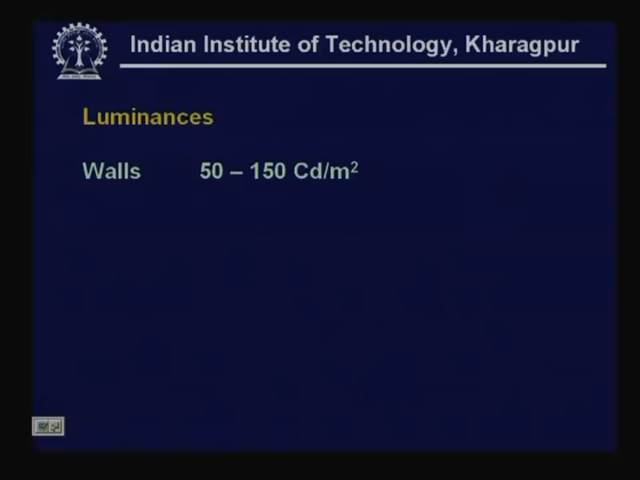 Indian Institute of Technology, Kharagpur
Luminances
Walls 50 – 150 Cd/m²